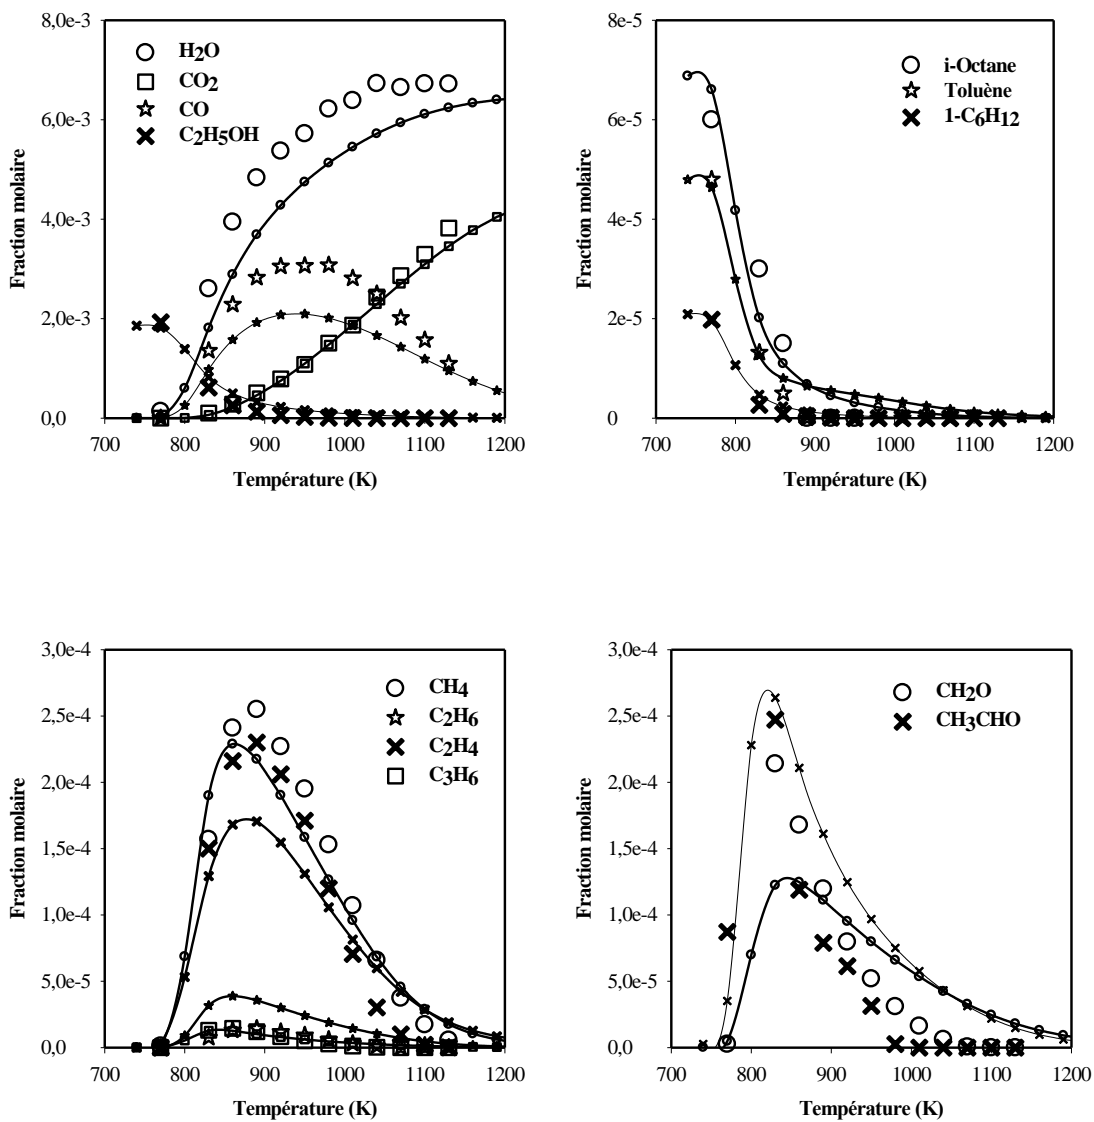 8,0e-3
6,0e-3
4,0e-3
2,0e-3
0,0
Fraction molaire
H2O
CO2
CO
C2H5OH
700 800 900 1000 1100 1200
Température (K)
8e-5
6e-5
4e-5
2e-5
0,0
Fraction molaire
i-Octane
Toluène
1-C6H12
700 800 900 1000 1100 1200
Température (K)
3,0e-4
2,5e-4
2,0e-4
1,5e-4
1,0e-4
5,0e-5
0,0
Fraction molaire
CH4
C2H6
C2H4
C3H6
700 800 900 1000 1100 1200
Température (K)
3,0e-4
2,5e-4
2,0e-4
1,5e-4
1,0e-4
5,0e-5
0,0
Fraction molaire
CH2O
CH3CHO
700 800 900 1000 1100 1200
Température (K)